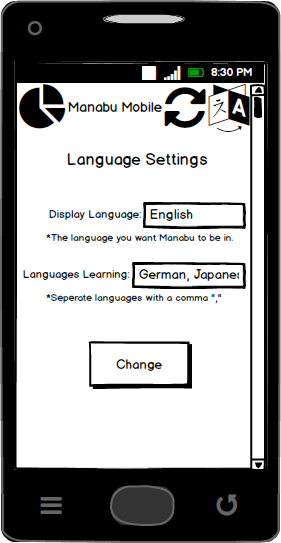 8:30 PM
Manabu Mobile
A
Language Settings
Display Language: English
*The language you want Manabu to be in.
Languages Learning: German, Japanes
*Seperate languages with a comma ","
Change